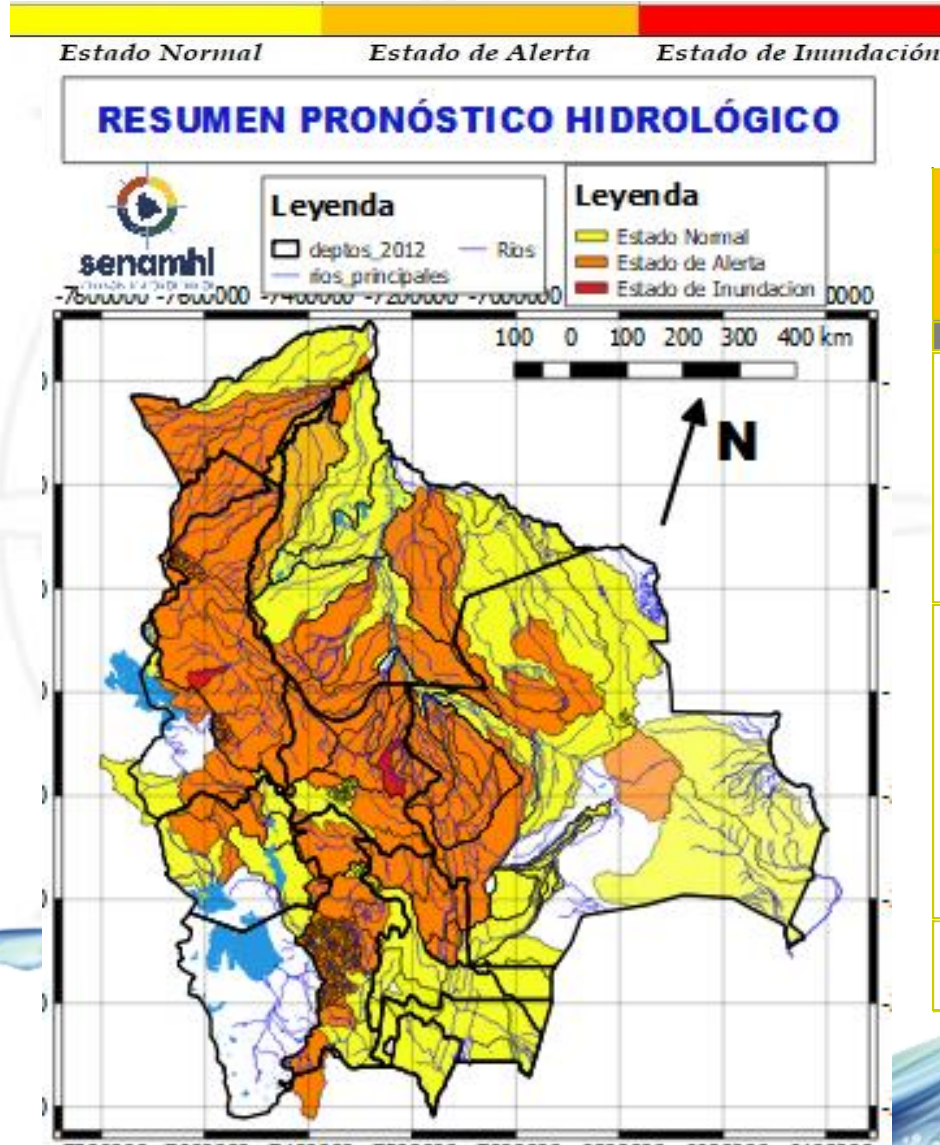 Estado Normal Estado de Alerta Estado de Inundación
RESUMEN PRONÓSTICO HIDROLÓGICO
senamhi
Leyenda
deptos_2012 Rios
rios_principales
Leyenda
Estado Normal
Estado de Alerta
Estado de Inundacion
100 0 100 200 300 400 km
N